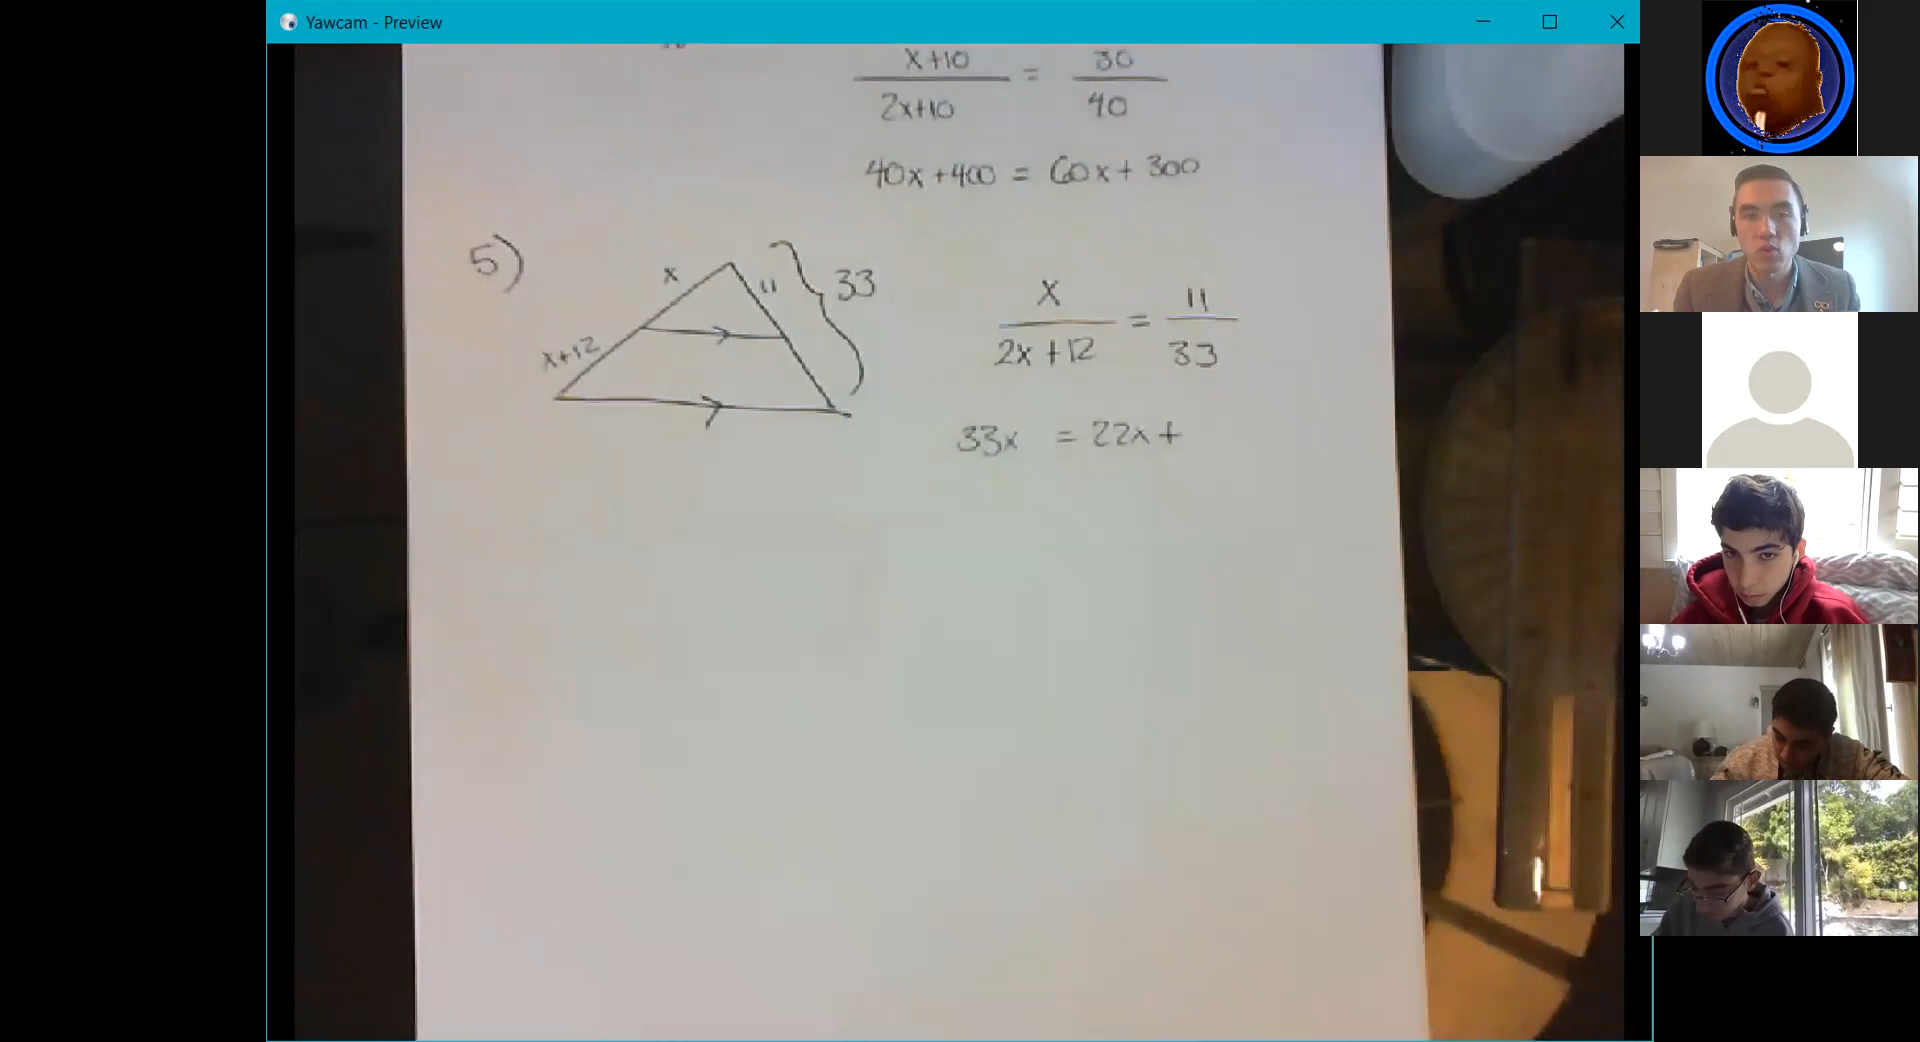 Yawcam - Preview
x+10 / 2x+10 = 30 / 40
40x+400 = 60x+300
5)
x
11
33
x+12
x / 2x+12 = 11 / 33
33x = 22x+